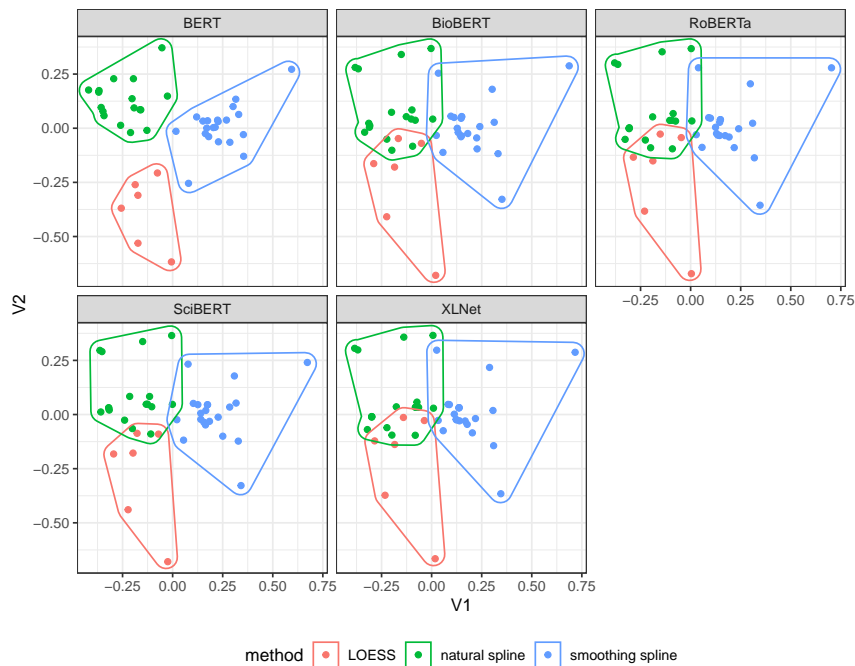 BERT BioBERT RoBERTa
0.25
0.00
−0.25
−0.50
−0.25 0.00 0.25 0.50 0.75
V2
SciBERT XLNet
0.25
0.00
−0.25
−0.50
−0.25 0.00 0.25 0.50 0.75 −0.25 0.00 0.25 0.50 0.75
V1
method LOESS natural spline smoothing spline